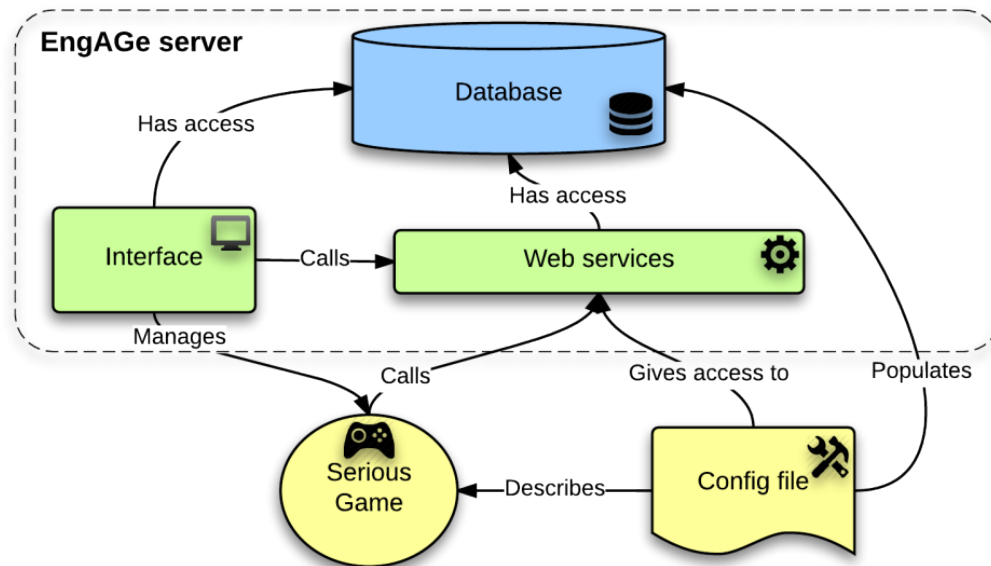 EngAGe server
Database
Has access
Has access
Interface
Calls
Web services
Manages
Calls
Gives access to
Populates
Serious
Game
Describes
Config file